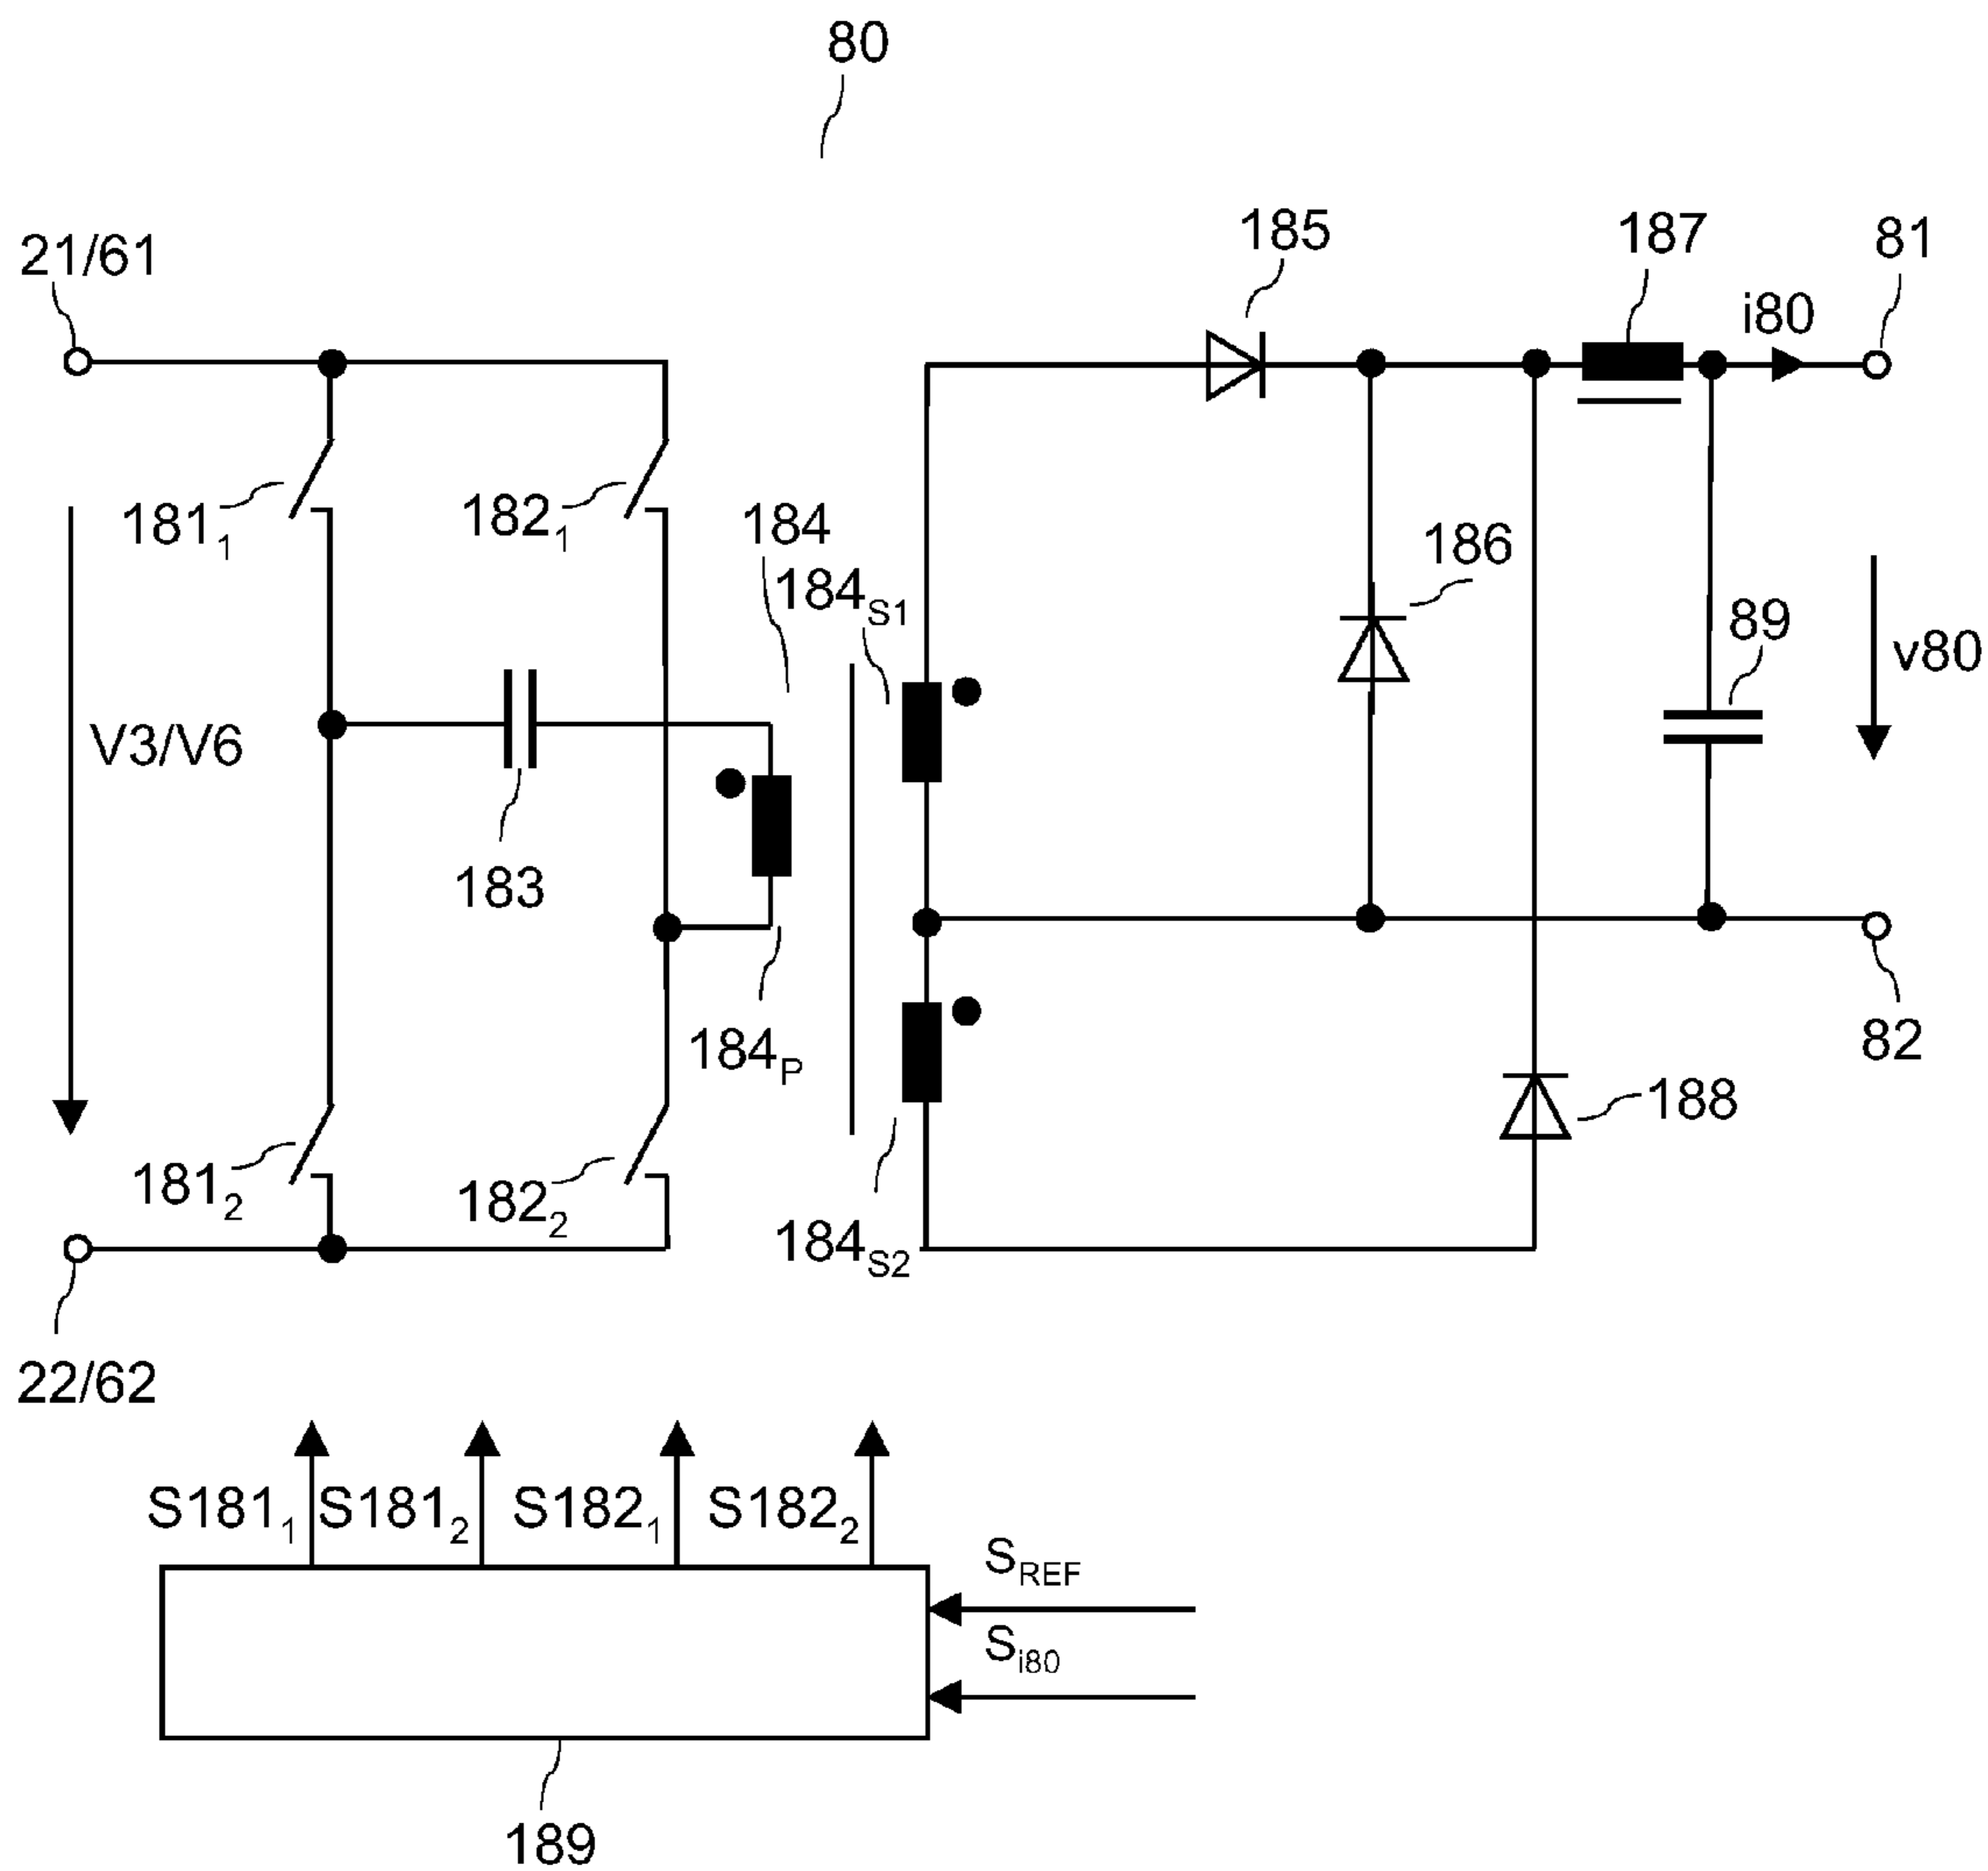 80
185
187
81
21/61
i80
181₁
182₁
184
184S1
186
89
v80
V3/V6
183
184P
82
188
181₂
182₂
184S2
22/62
S181₁
S181₂
S182₁
S182₂
SREF
Si80
189